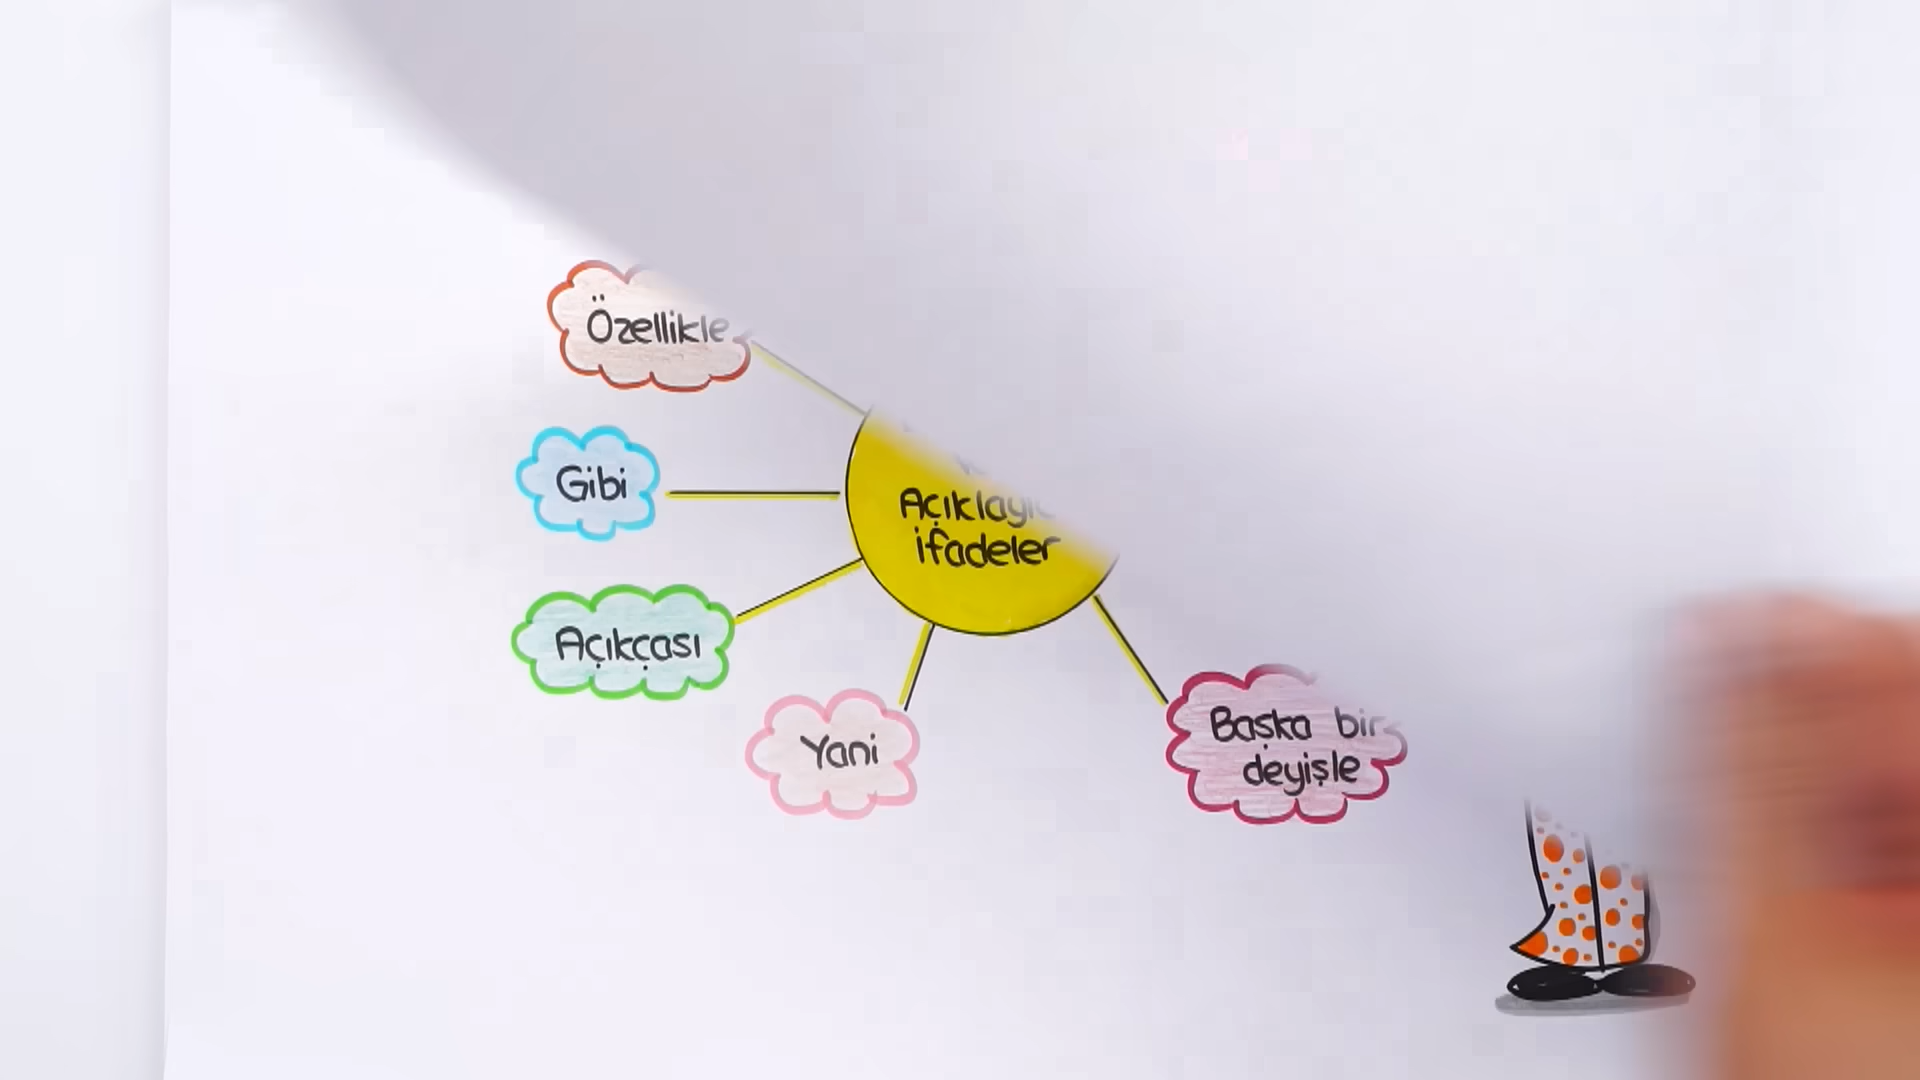 Özellikle
Gibi
ifadeler
Açıkçası
Yani
Başka bir
deyişle